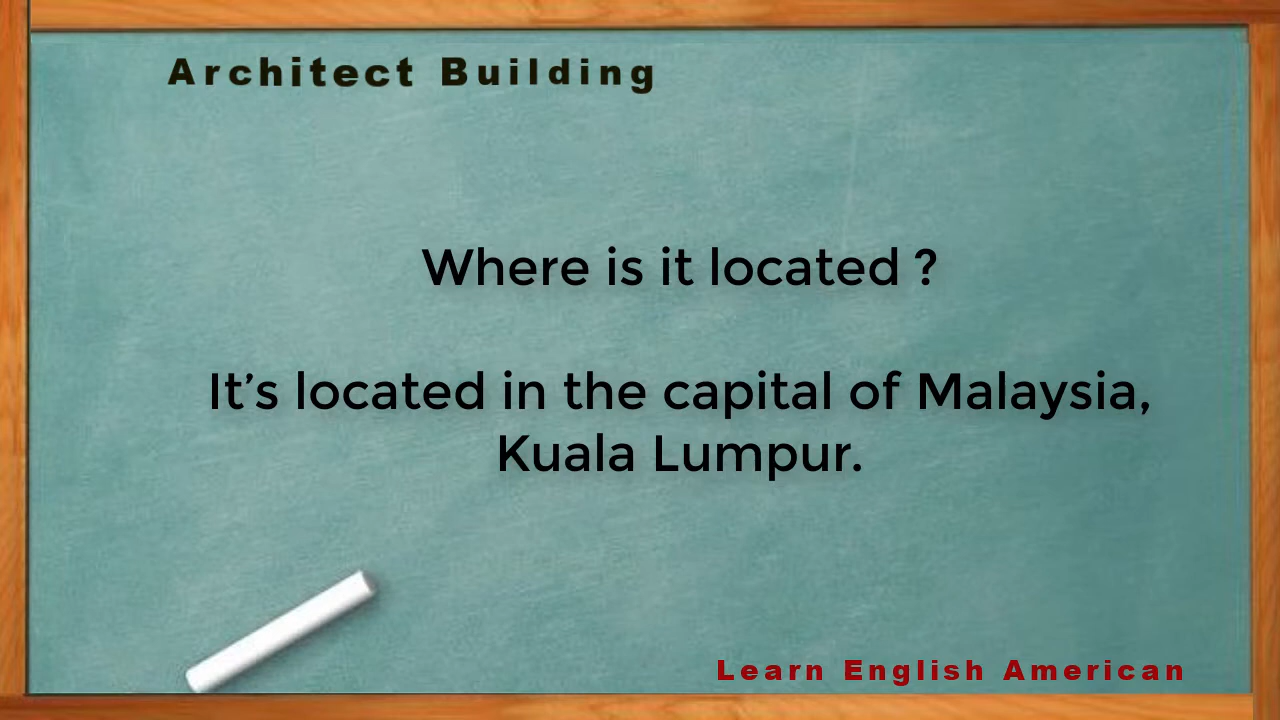 Architect Building
Where is it located ?
It’s located in the capital of Malaysia,
Kuala Lumpur.
Learn English American